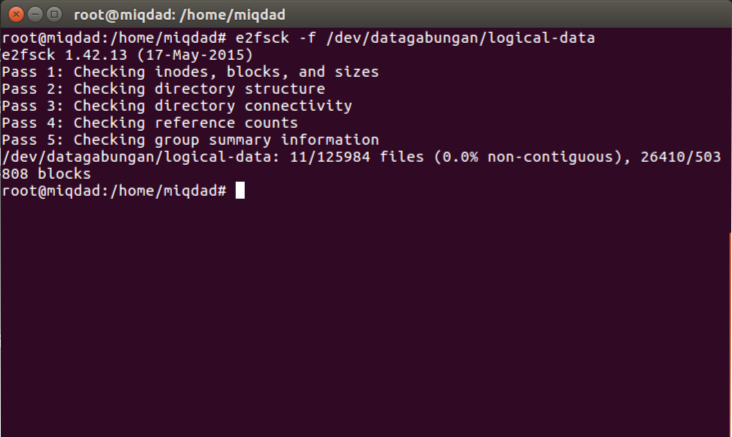 root@miqdad: /home/miqdad
root@miqdad:/home/miqdad# e2fsck -f /dev/datagabungan/logical-data
e2fsck 1.42.13 (17-May-2015)
Pass 1: Checking inodes, blocks, and sizes
Pass 2: Checking directory structure
Pass 3: Checking directory connectivity
Pass 4: Checking reference counts
Pass 5: Checking group summary information
/dev/datagabungan/logical-data: 11/125984 files (0.0% non-contiguous), 26410/503
808 blocks
root@miqdad:/home/miqdad#